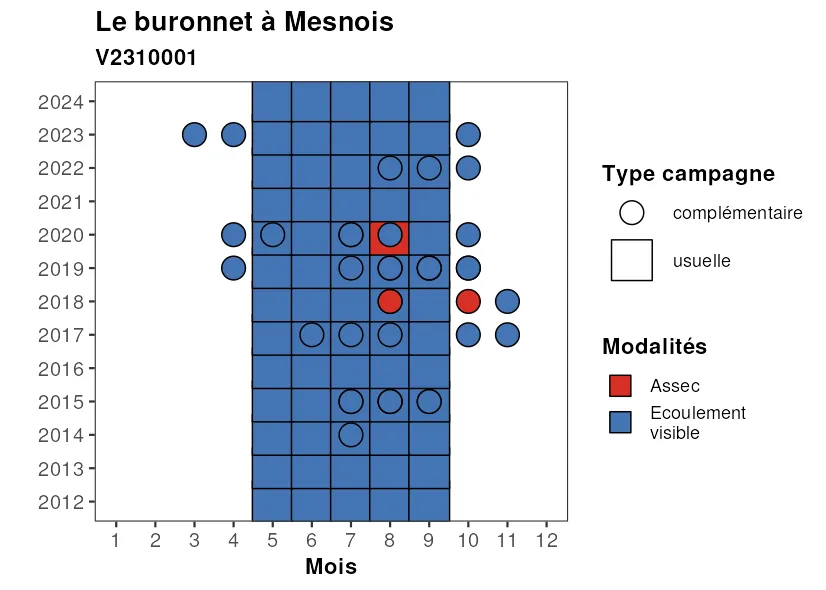 Le buronnet à Mesnois
V2310001
2024
2023
2022
2021
2020
2019
2018
2017
2016
2015
2014
2013
2012
1 2 3 4 5 6 7 8 9 10 11 12
Mois
Type campagne
complémentaire
usuelle
Modalités
Assec
Ecoulement
visible